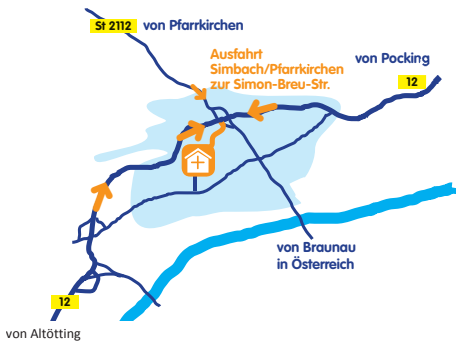 St 2112 von Pfarrkirchen
Ausfahrt
Simbach/Pfarrkirchen
zur Simon-Breu-Str.
von Pocking
12
von Braunau
in Österreich
12
von Altötting